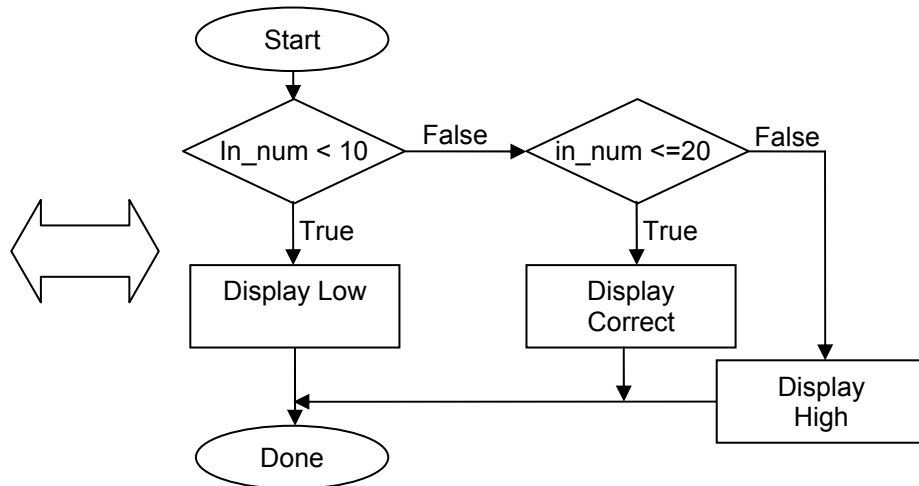 Start
In_num < 10
False
in_num <=20
False
True
True
Display Low
Display
Correct
Display
High
Done